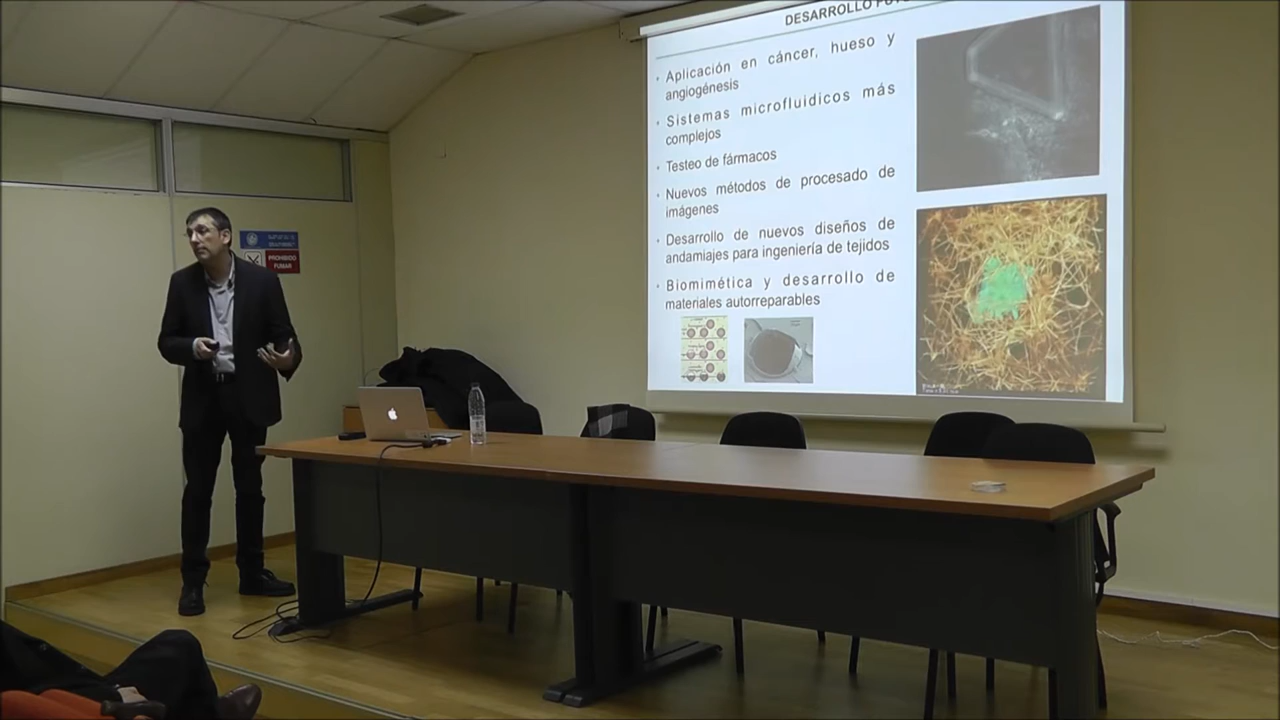 DESARROLLO
• Aplicación en cáncer, hueso y
angiogénesis
• Sistemas microfluidicos más
complejos
• Testeo de fármacos
• Nuevos métodos de procesado de
imágenes
• Desarrollo de nuevos diseños de
andamiajes para ingeniería de tejidos
• Biomimética y desarrollo de
materiales autorreparables
PROHIBIDO
FUMAR